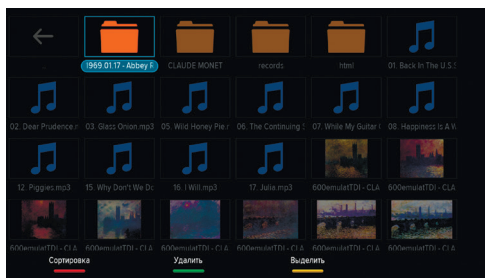 1969.01.17 - Abbey R
CLAUDE MONET
records
html
01. Back In The U.S.S
02. Dear Prudence.n
03. Glass Onion.mp3
05. Wild Honey Pie.r
06. The Continuing S
07. While My Guitar (
08. Happiness Is A W
12. Piggies.mp3
15. Why Don't We Do
16. I Will.mp3
17. Julia.mp3
600emulatTDI - CLA
600emulatTDI - CLA
600emulatTDI - CLA
600emulatTDI - CLA
600emulatTDI - CLA
600emulatTDI - CLA
600emulatTDI - CLA
600emulatTDI - CLA
Сортировка
Удалить
Выделить